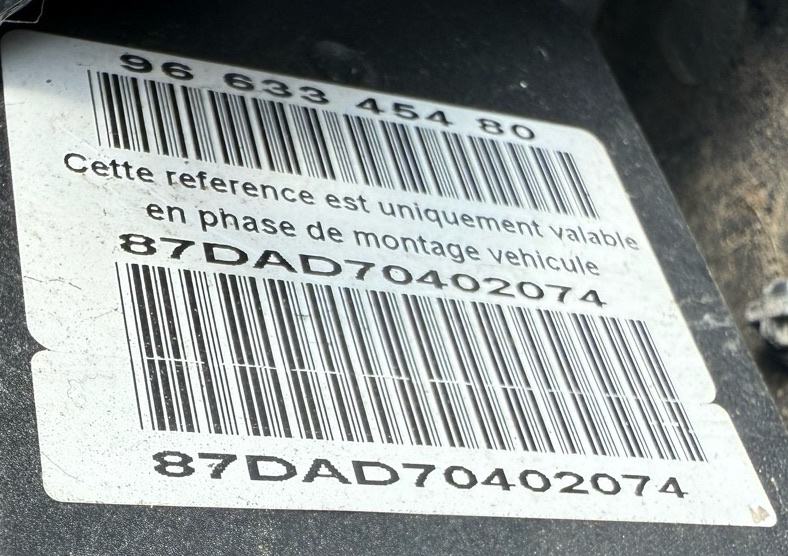 96 633 454 80
Cette reference est uniquement valable
en phase de montage vehicule
87DAD70402074
87DAD70402074